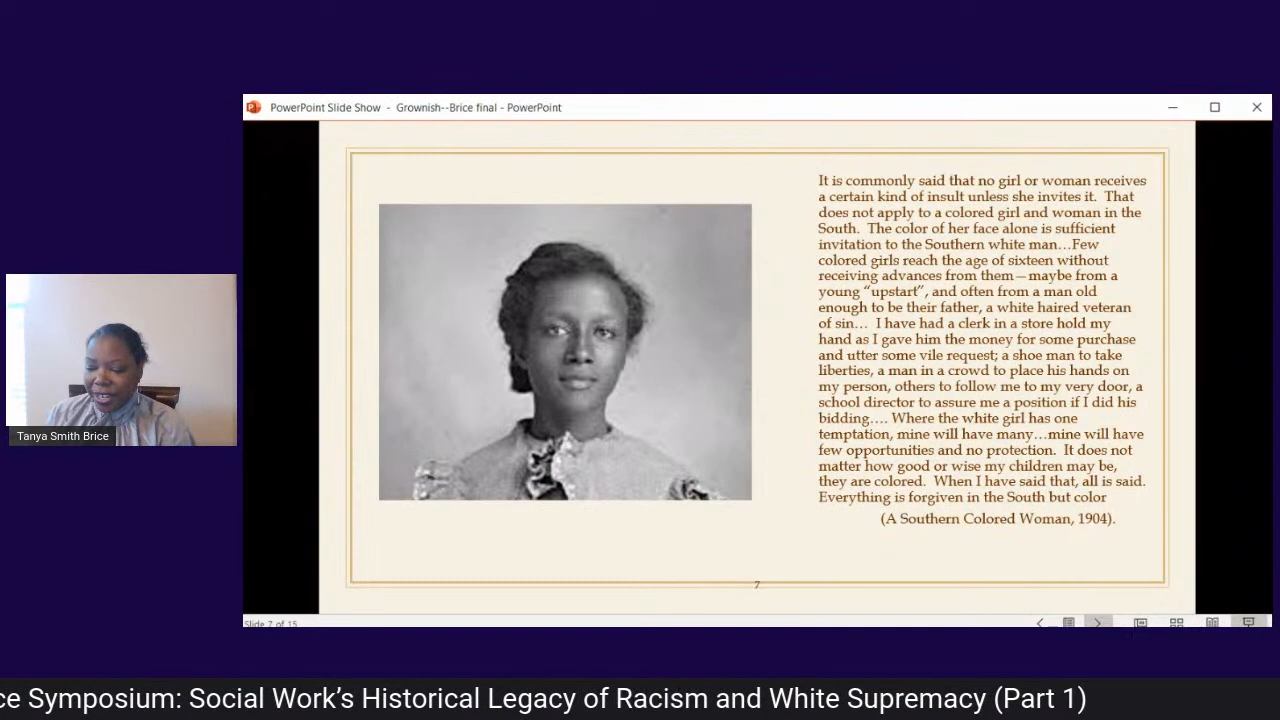 PowerPoint Slide Show - Grownish--Brice final - PowerPoint
It is commonly said that no girl or woman receives
a certain kind of insult unless she invites it. That
does not apply to a colored girl and woman in the
South. The color of her face alone is sufficient
invitation to the Southern white man…Few
colored girls reach the age of sixteen without
receiving advances from them—maybe from a
young “upstart”, and often from a man old
enough to be their father, a white haired veteran
of sin… I have had a clerk in a store hold my
hand as I gave him the money for some purchase
and utter some vile request; a shoe man to take
liberties, a man in a crowd to place his hands on
my person, others to follow me to my very door, a
school director to assure me a position if I did his
bidding…. Where the white girl has one
temptation, mine will have many…mine will have
few opportunities and no protection. It does not
matter how good or wise my children may be,
they are colored. When I have said that, all is said.
Everything is forgiven in the South but color
(A Southern Colored Woman, 1904).
7
Slide 7 of 15
Tanya Smith Brice
ce Symposium: Social Work’s Historical Legacy of Racism and White Supremacy (Part 1)